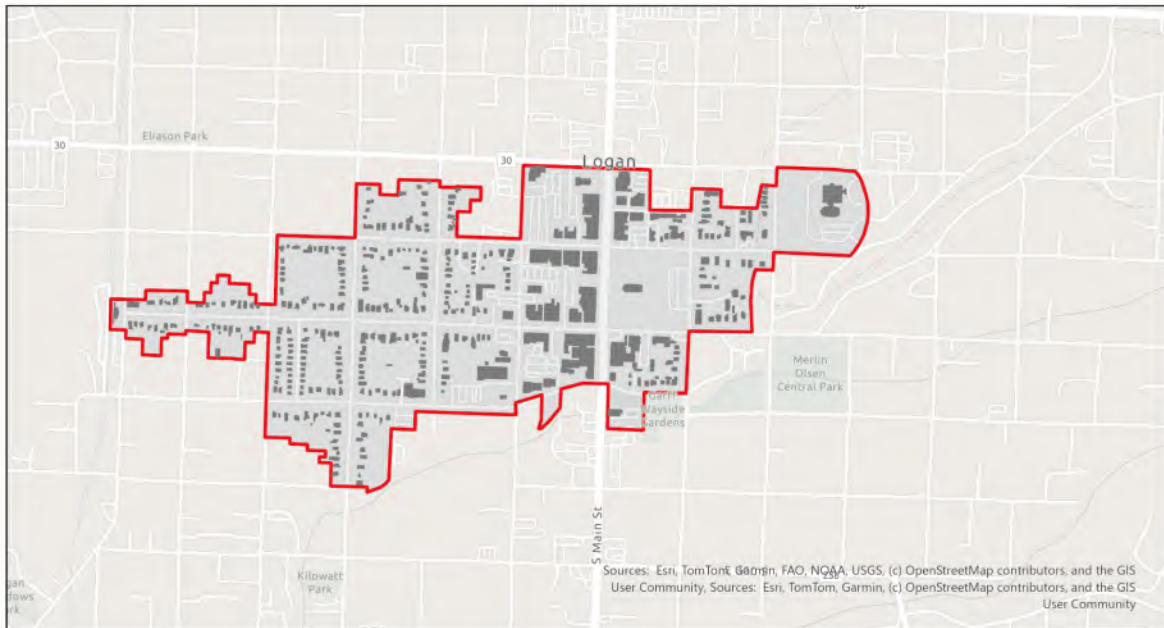 89
Eliason Park
30
30
Logan
Merlin
Olsen
Central Park
Garff
Wayside
Gardens
S Main St
Kilowatt
Park
Sources: Esri, TomTom, Garmin, FAO, NOAA, USGS, (c) OpenStreetMap contributors, and the GIS
User Community, Sources: Esri, TomTom, Garmin, (c) OpenStreetMap contributors, and the GIS
User Community
gan
dows
ark